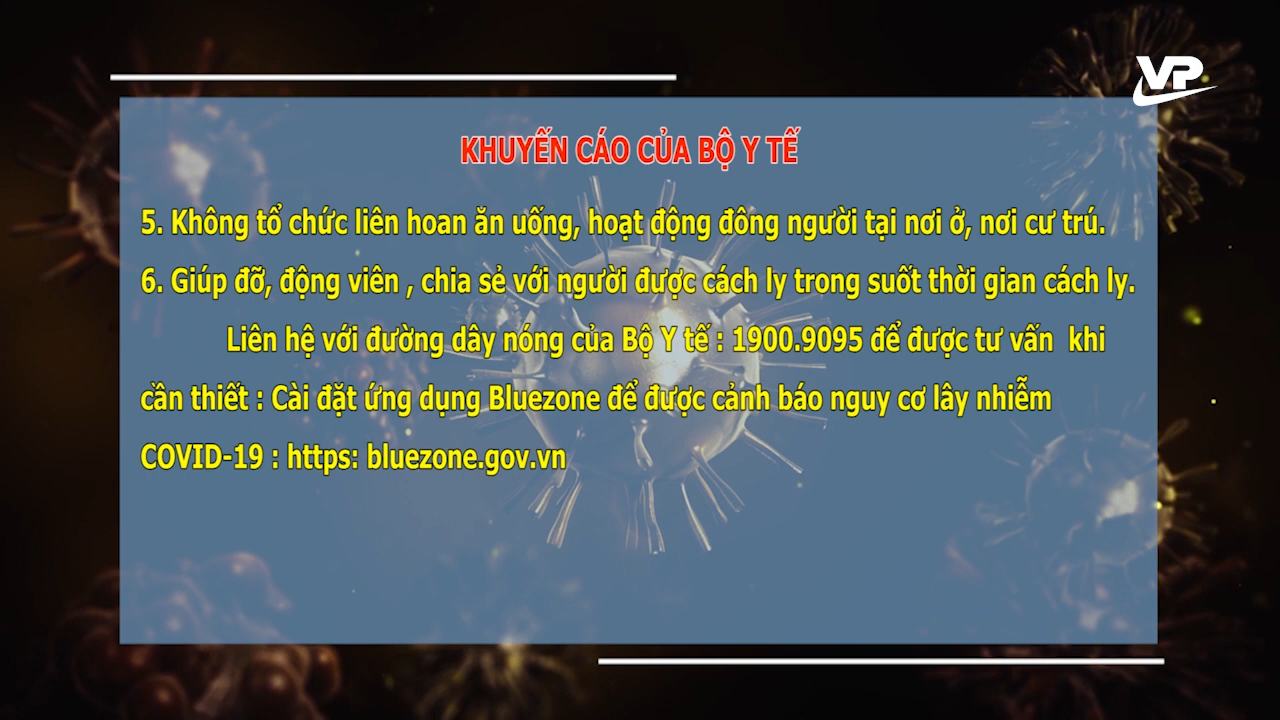 VP
KHUYẾN CÁO CỦA BỘ Y TẾ
5. Không tổ chức liên hoan ăn uống, hoạt động đông người tại nơi ở, nơi cư trú.
6. Giúp đỡ, động viên , chia sẻ với người được cách ly trong suốt thời gian cách ly.
Liên hệ với đường dây nóng của Bộ Y tế : 1900.9095 để được tư vấn khi
cần thiết : Cài đặt ứng dụng Bluezone để được cảnh báo nguy cơ lây nhiễm
COVID-19 : https: bluezone.gov.vn